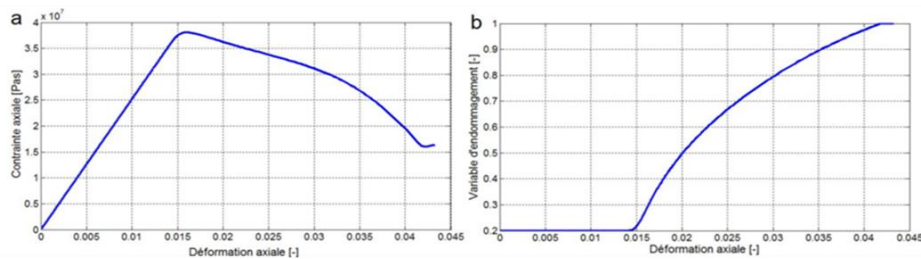 a
x 10⁷
4
3.5
3
2.5
2
1.5
1
0.5
0
Contrainte axiale [Pas]
0 0.005 0.01 0.015 0.02 0.025 0.03 0.035 0.04 0.045
Déformation axiale [-]
b
1
0.9
0.8
0.7
0.6
0.5
0.4
0.3
0.2
Variable d'endommagement [-]
0 0.005 0.01 0.015 0.02 0.025 0.03 0.035 0.04 0.045
Déformation axiale [-]